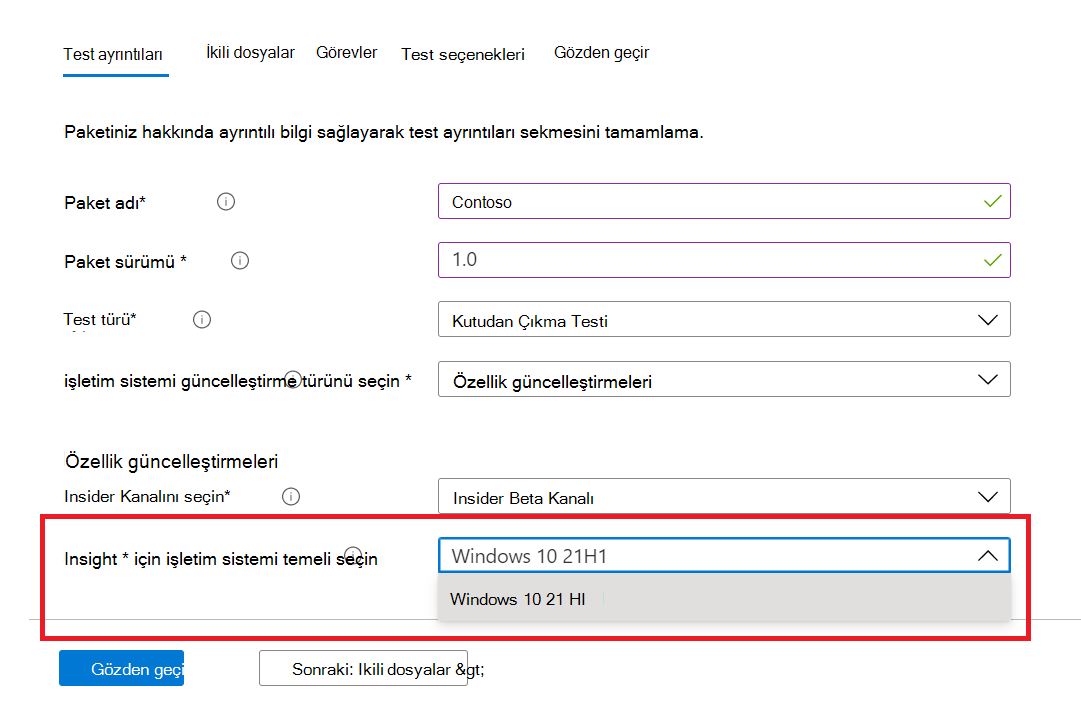 Test ayrıntıları İkili dosyalar Görevler Test seçenekleri Gözden geçir
Paketiniz hakkında ayrıntılı bilgi sağlayarak test ayrıntıları sekmesini tamamlama.
Paket adı* Contoso
Paket sürümü * 1.0
Test türü* Kutudan Çıkma Testi
işletim sistemi güncelleştirme türünü seçin * Özellik güncelleştirmeleri
Özellik güncelleştirmeleri
Insider Kanalını seçin* Insider Beta Kanalı
Insight * için işletim sistemi temeli seçin Windows 10 21H1
Windows 10 21 HI
Gözden geçi Sonraki: Ikili dosyalar &gt;